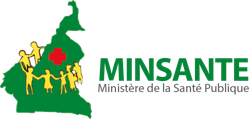 MINSANTE
Ministère de la Santé Publique